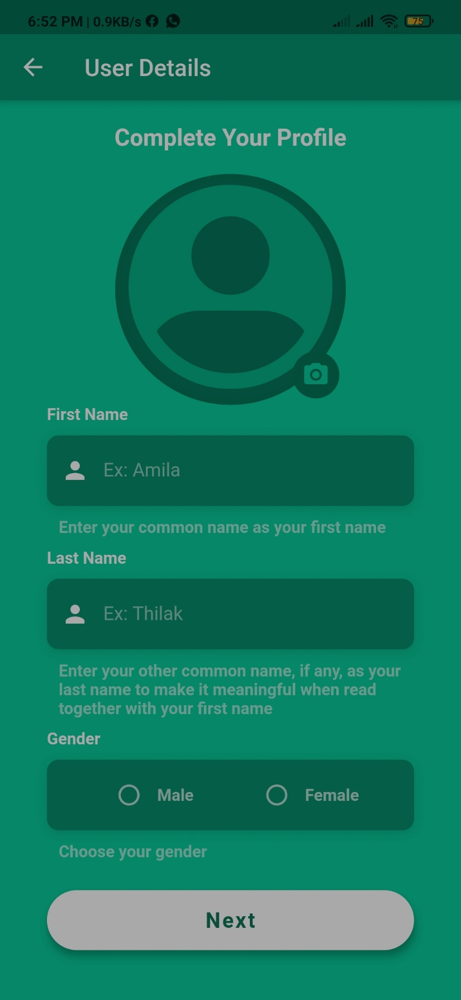 6:52 PM | 0.9KB/s
75
User Details
Complete Your Profile
First Name
Ex: Amila
Enter your common name as your first name
Last Name
Ex: Thilak
Enter your other common name, if any, as your
last name to make it meaningful when read
together with your first name
Gender
Male Female
Choose your gender
Next